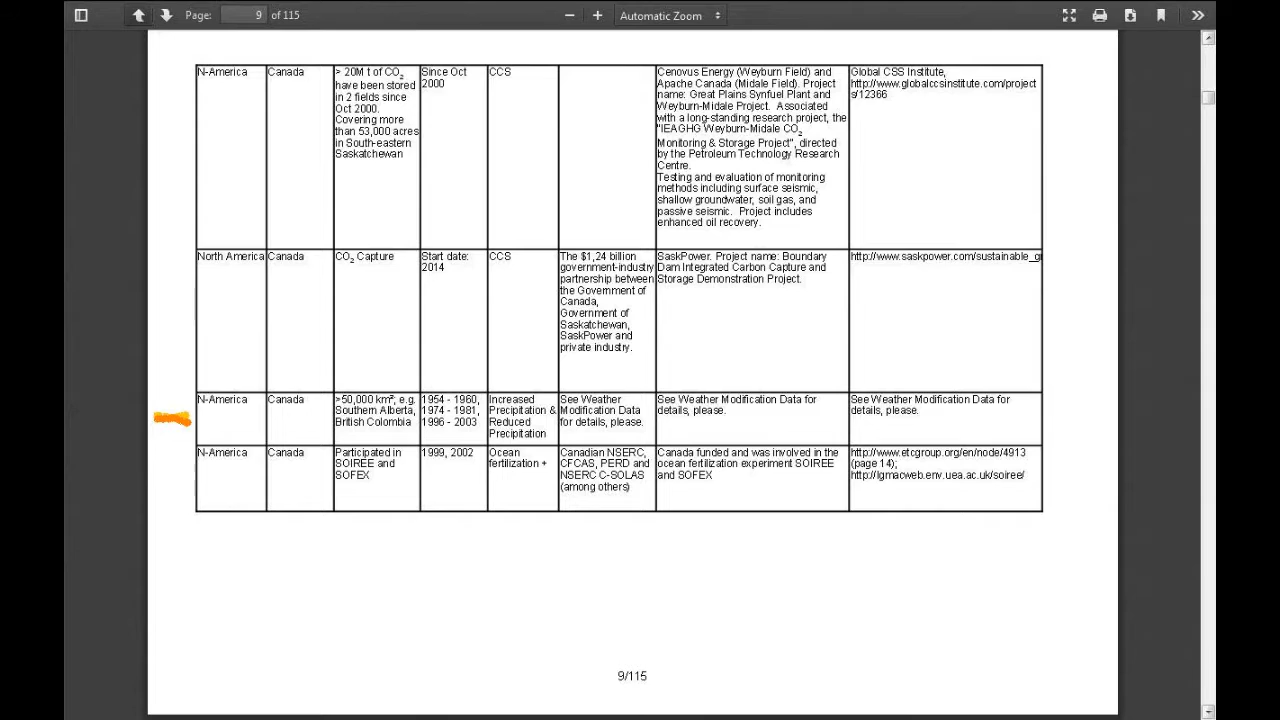 Page: 9 of 115
Automatic Zoom
N-America
Canada
> 20M t of CO2
have been stored
in 2 fields since
Oct 2000.
Covering more
than 53,000 acres
in South-eastern
Saskatchewan
Since Oct
2000
CCS
Cenovus Energy (Weyburn Field) and
Apache Canada (Midale Field). Project
name: Great Plains Synfuel Plant and
Weyburn-Midale Project. Associated
with a long-standing research project, the
"IEAGHG Weyburn-Midale CO2
Monitoring & Storage Project", directed
by the Petroleum Technology Research
Centre.
Testing and evaluation of monitoring
methods including surface seismic,
shallow groundwater, soil gas, and
passive seismic. Project includes
enhanced oil recovery.
Global CSS Institute,
http://www.globalccsinstitute.com/project
s/12366
North America
Canada
CO2 Capture
Start date:
2014
CCS
The $1,24 billion
government-industry
partnership between
the Government of
Canada,
Government of
Saskatchewan,
SaskPower and
private industry.
SaskPower. Project name: Boundary
Dam Integrated Carbon Capture and
Storage Demonstration Project.
http://www.saskpower.com/sustainable_gr
N-America
Canada
>50,000 km²; e.g.
Southern Alberta,
British Colombia
1954 - 1960,
1974 - 1981,
1996 - 2003
Increased
Precipitation &
Reduced
Precipitation
See Weather
Modification Data
for details, please.
See Weather Modification Data for
details, please.
See Weather Modification Data for
details, please.
N-America
Canada
Participated in
SOIREE and
SOFEX
1999, 2002
Ocean
fertilization +
Canadian NSERC,
CFCAS, PERD and
NSERC C-SOLAS
(among others)
Canada funded and was involved in the
ocean fertilization experiment SOIREE
and SOFEX
http://www.etcgroup.org/en/node/4913
(page 14);
http://lgmacweb.env.uea.ac.uk/soiree/
9/115